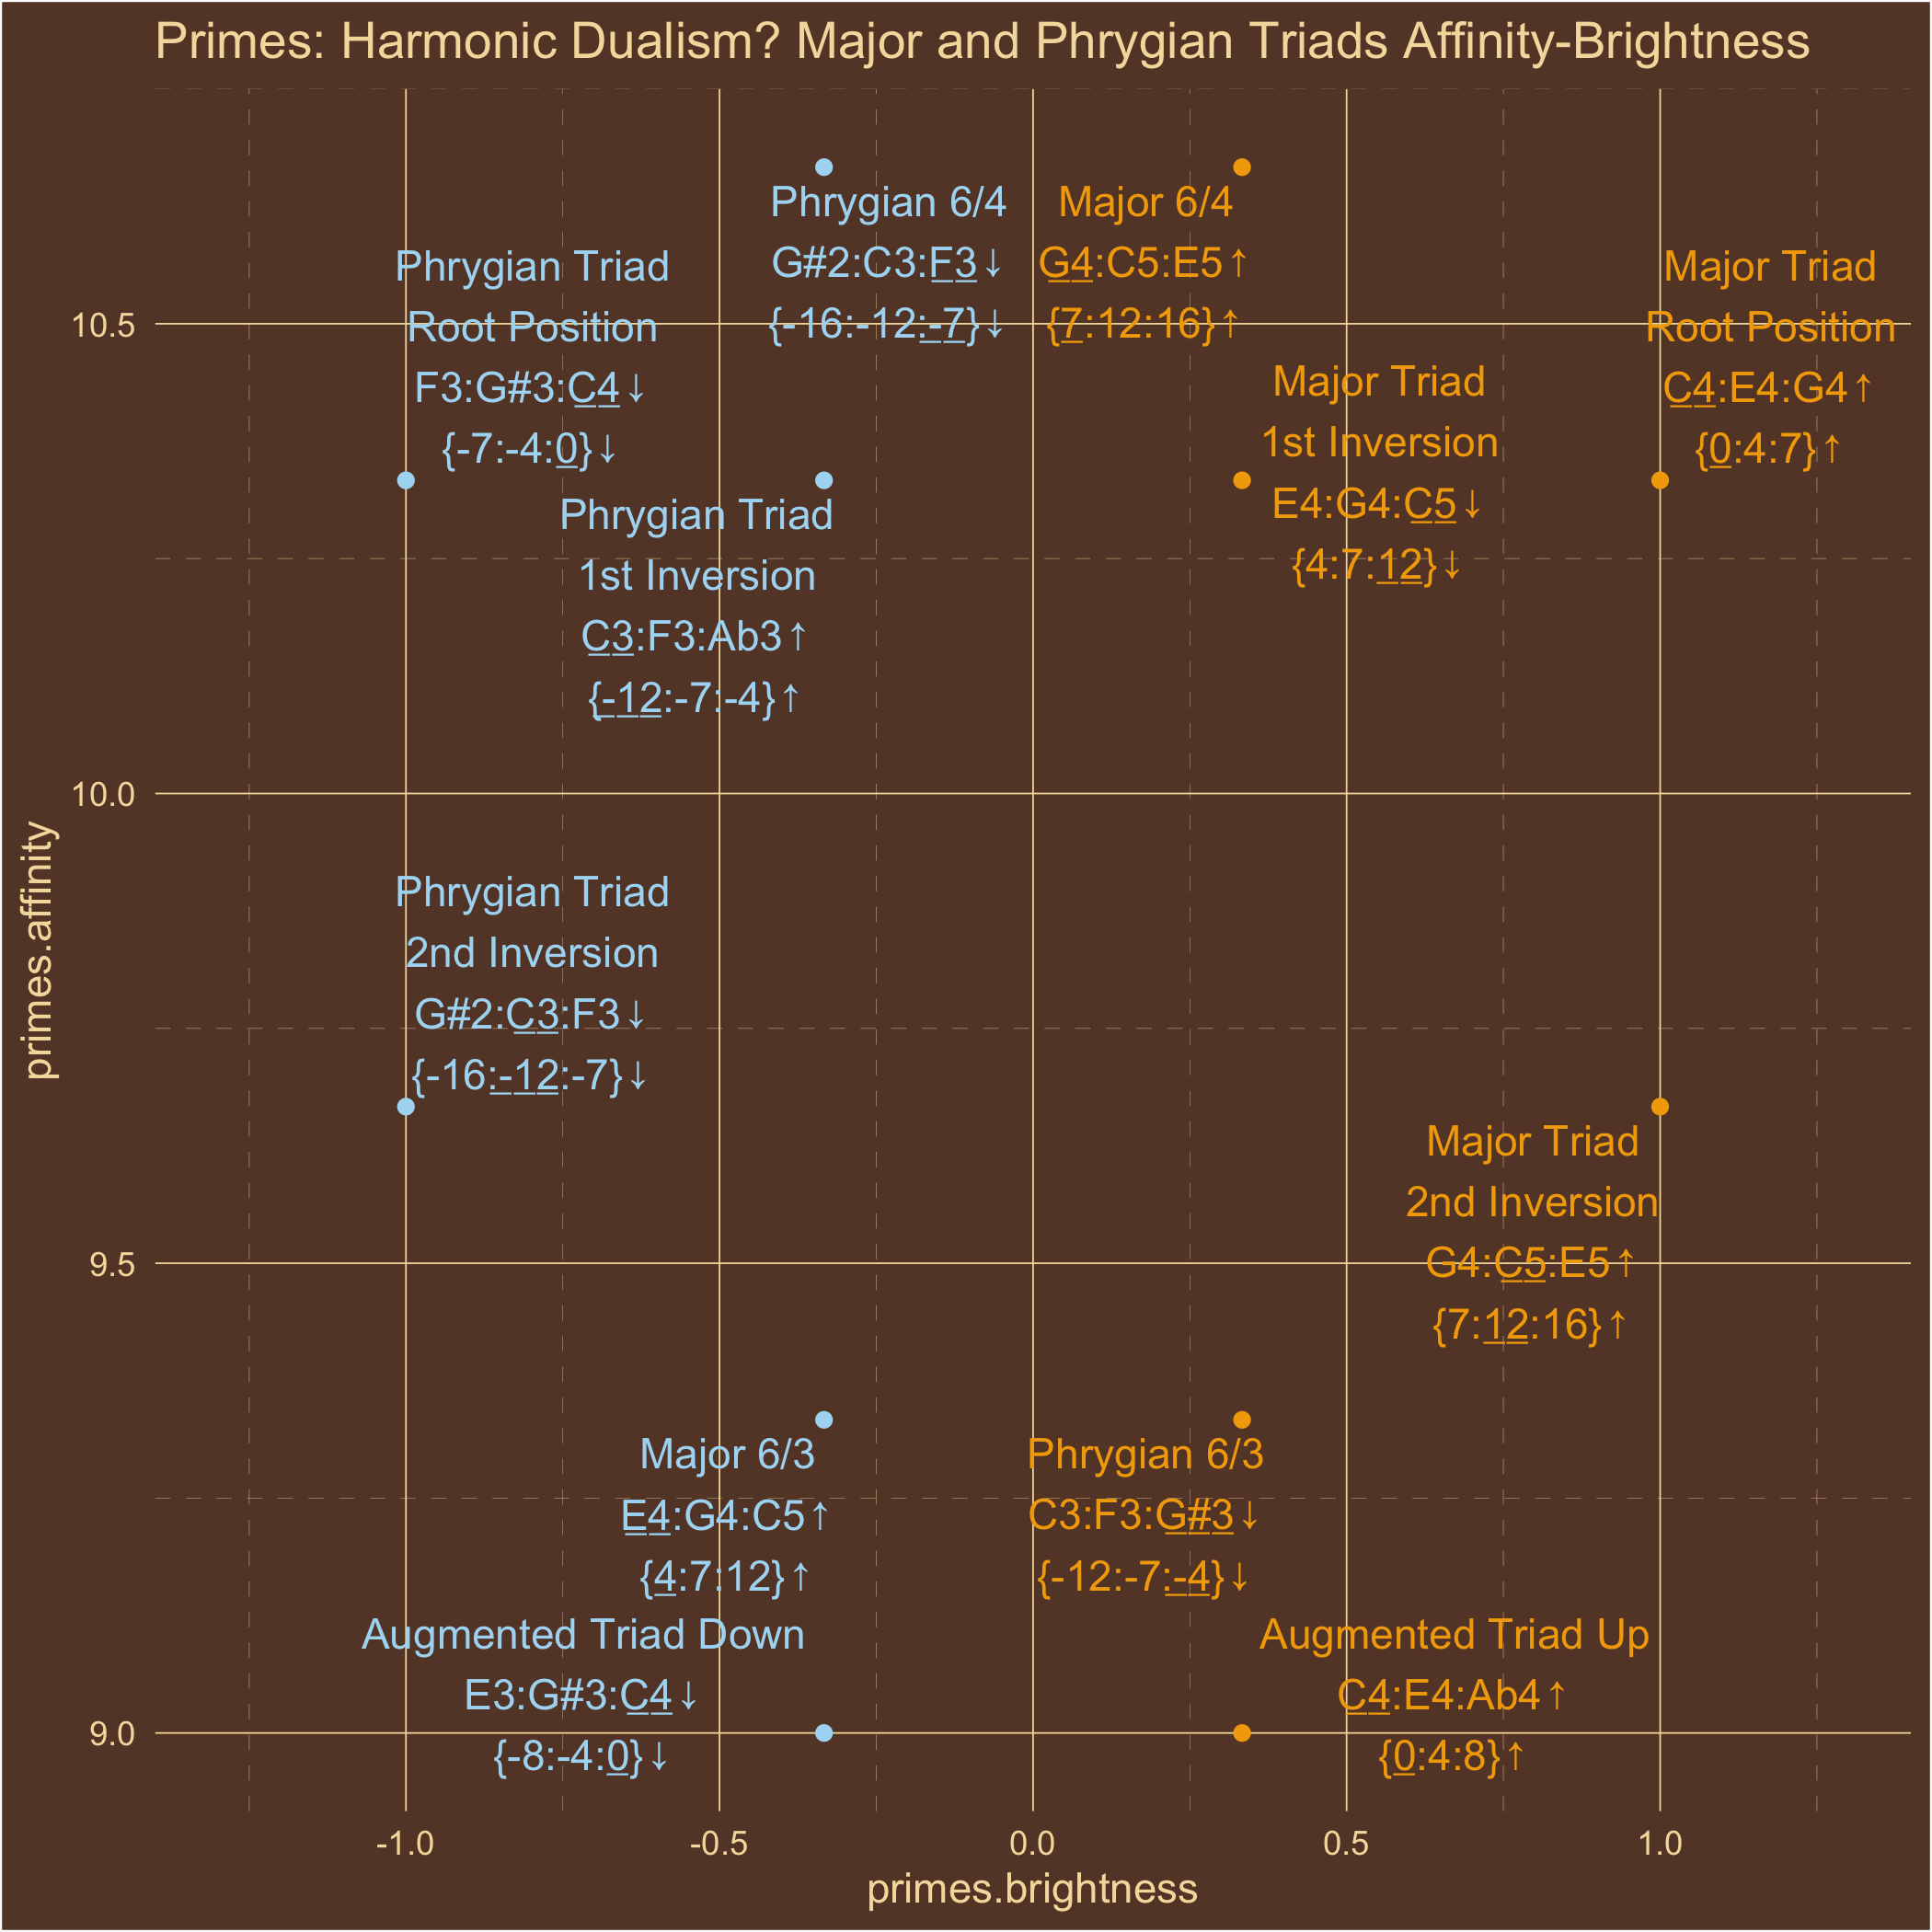 Primes: Harmonic Dualism? Major and Phrygian Triads Affinity-Brightness
Phrygian 6/4
G#2:C3:F3↓
{-16:-12:-7}↓
Major 6/4
G4:C5:E5↑
{7:12:16}↑
Phrygian Triad
Root Position
F3:G#3:C4↓
{-7:-4:0}↓
Major Triad
Root Position
C4:E4:G4↑
{0:4:7}↑
Major Triad
1st Inversion
E4:G4:C5↓
{4:7:12}↓
Phrygian Triad
1st Inversion
C3:F3:Ab3↑
{-12:-7:-4}↑
Phrygian Triad
2nd Inversion
G#2:C3:F3↓
{-16:-12:-7}↓
Major Triad
2nd Inversion
G4:C5:E5↑
{7:12:16}↑
Major 6/3
E4:G4:C5↑
{4:7:12}↑
Phrygian 6/3
C3:F3:G#3↓
{-12:-7:-4}↓
Augmented Triad Down
E3:G#3:C4↓
{-8:-4:0}↓
Augmented Triad Up
C4:E4:Ab4↑
{0:4:8}↑
10.5
10.0
9.5
9.0
primes.affinity
-1.0
-0.5
0.0
0.5
1.0
primes.brightness